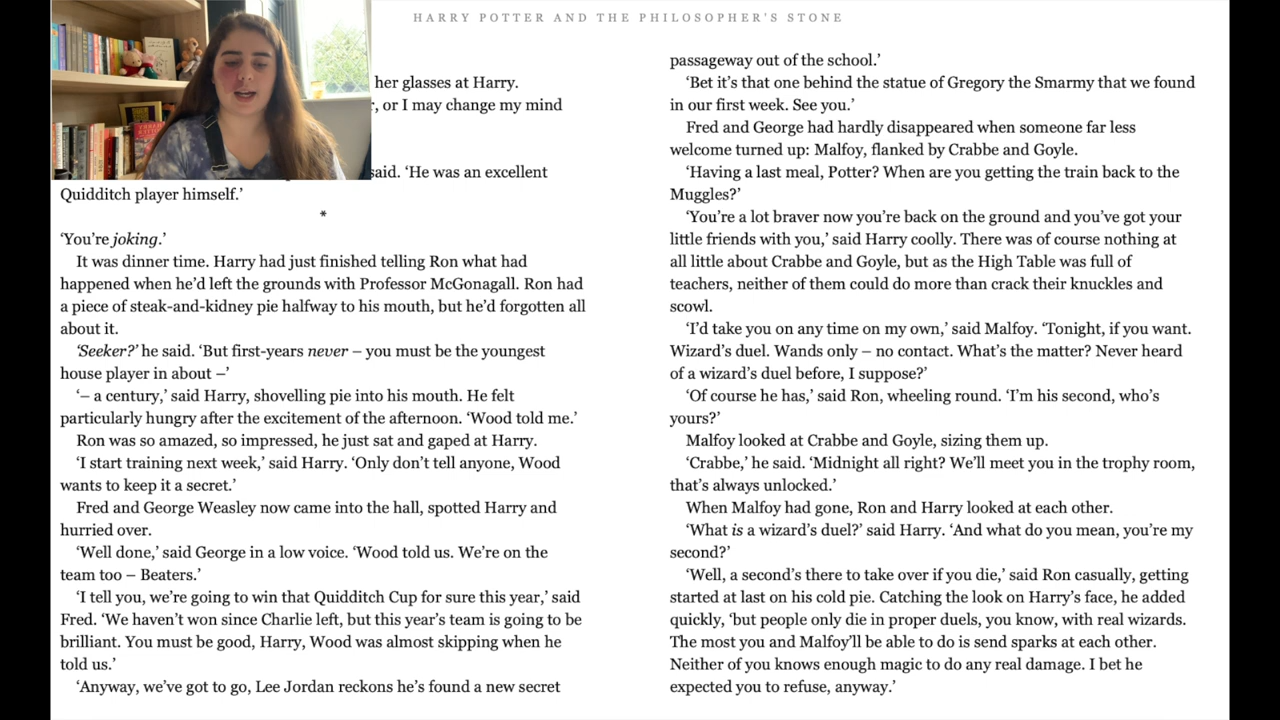 HARRY POTTER AND THE PHILOSOPHER'S STONE
her glasses at Harry.
, or I may change my mind
said. ‘He was an excellent
Quidditch player himself.’
*
‘You’re joking.’
It was dinner time. Harry had just finished telling Ron what had
happened when he’d left the grounds with Professor McGonagall. Ron had
a piece of steak-and-kidney pie halfway to his mouth, but he’d forgotten all
about it.
‘Seeker?’ he said. ‘But first-years never – you must be the youngest
house player in about –’
‘– a century,’ said Harry, shovelling pie into his mouth. He felt
particularly hungry after the excitement of the afternoon. ‘Wood told me.’
Ron was so amazed, so impressed, he just sat and gaped at Harry.
‘I start training next week,’ said Harry. ‘Only don’t tell anyone, Wood
wants to keep it a secret.’
Fred and George Weasley now came into the hall, spotted Harry and
hurried over.
‘Well done,’ said George in a low voice. ‘Wood told us. We’re on the
team too – Beaters.’
‘I tell you, we’re going to win that Quidditch Cup for sure this year,’ said
Fred. ‘We haven’t won since Charlie left, but this year’s team is going to be
brilliant. You must be good, Harry, Wood was almost skipping when he
told us.’
‘Anyway, we’ve got to go, Lee Jordan reckons he’s found a new secret
passageway out of the school.’
‘Bet it’s that one behind the statue of Gregory the Smarmy that we found
in our first week. See you.’
Fred and George had hardly disappeared when someone far less
welcome turned up: Malfoy, flanked by Crabbe and Goyle.
‘Having a last meal, Potter? When are you getting the train back to the
Muggles?’
‘You’re a lot braver now you’re back on the ground and you’ve got your
little friends with you,’ said Harry coolly. There was of course nothing at
all little about Crabbe and Goyle, but as the High Table was full of
teachers, neither of them could do more than crack their knuckles and
scowl.
‘I’d take you on any time on my own,’ said Malfoy. ‘Tonight, if you want.
Wizard’s duel. Wands only – no contact. What’s the matter? Never heard
of a wizard’s duel before, I suppose?’
‘Of course he has,’ said Ron, wheeling round. ‘I’m his second, who’s
yours?’
Malfoy looked at Crabbe and Goyle, sizing them up.
‘Crabbe,’ he said. ‘Midnight all right? We’ll meet you in the trophy room,
that’s always unlocked.’
When Malfoy had gone, Ron and Harry looked at each other.
‘What is a wizard’s duel?’ said Harry. ‘And what do you mean, you’re my
second?’
‘Well, a second’s there to take over if you die,’ said Ron casually, getting
started at last on his cold pie. Catching the look on Harry’s face, he added
quickly, ‘but people only die in proper duels, you know, with real wizards.
The most you and Malfoy’ll be able to do is send sparks at each other.
Neither of you knows enough magic to do any real damage. I bet he
expected you to refuse, anyway.’